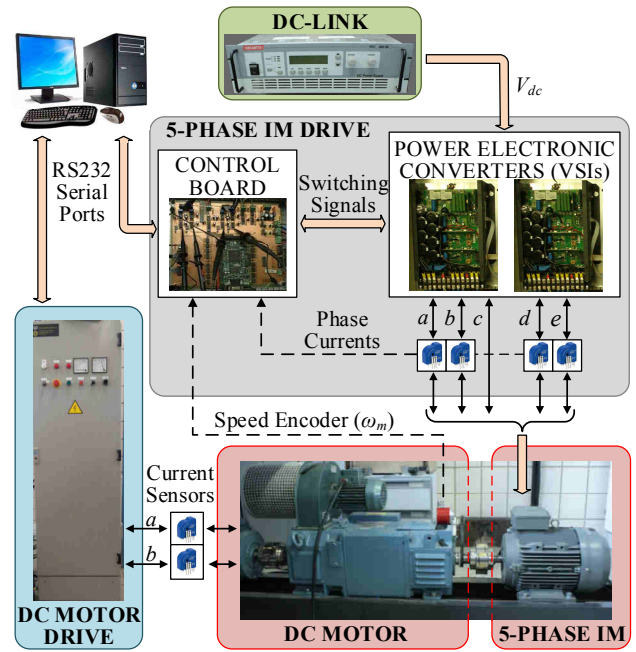 DC-LINK
V_dc
5-PHASE IM DRIVE
CONTROL
BOARD
POWER ELECTRONIC
CONVERTERS (VSIs)
RS232
Serial
Ports
Switching
Signals
a b c d e
Phase
Currents
Speed Encoder (ω_m)
Current
Sensors
a
b
DC MOTOR
DRIVE
DC MOTOR
5-PHASE IM